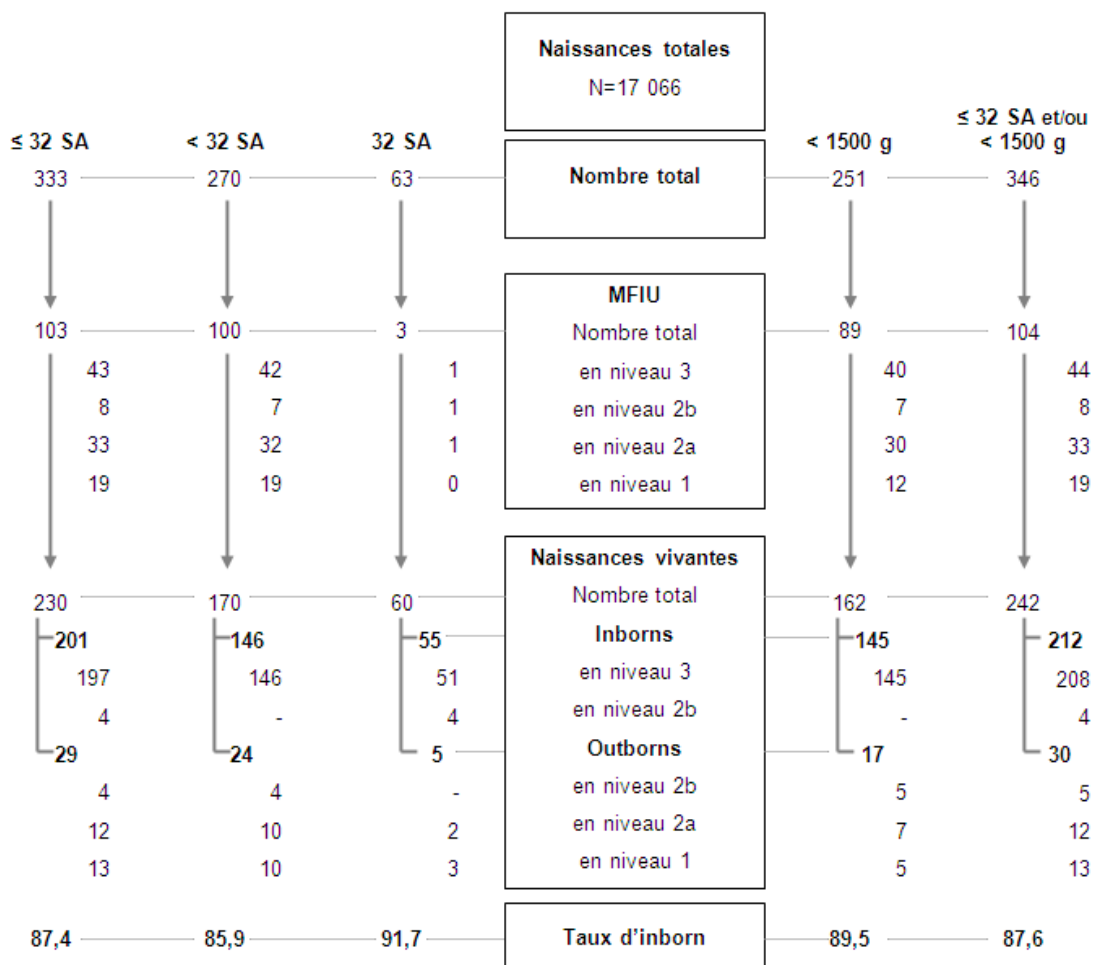 Naissances totales
N=17 066
≤ 32 SA < 32 SA 32 SA < 1500 g ≤ 32 SA et/ou
< 1500 g
333 270 63 Nombre total 251 346
MFIU
103 100 3 Nombre total 89 104
43 42 1 en niveau 3 40 44
8 7 1 en niveau 2b 7 8
33 32 1 en niveau 2a 30 33
19 19 0 en niveau 1 12 19
Naissances vivantes
230 170 60 Nombre total 162 242
201 146 55 Inborns 145 212
197 146 51 en niveau 3 145 208
4 - 4 en niveau 2b - 4
29 24 5 Outborns 17 30
4 4 - en niveau 2b 5 5
12 10 2 en niveau 2a 7 12
13 10 3 en niveau 1 5 13
87,4 85,9 91,7 Taux d'inborn 89,5 87,6